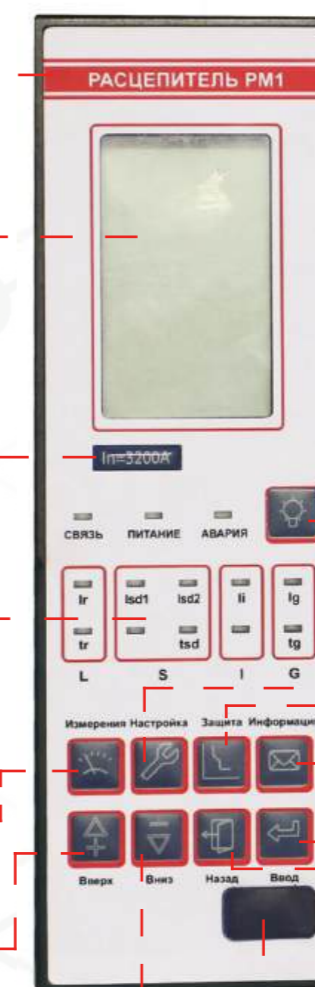 РАСЦЕПИТЕЛЬ РМ1
In=3200A
СВЯЗЬ ПИТАНИЕ АВАРИЯ
Ir Isd1 Isd2 Ii Ig
tr tsd tg
L S I G
Измерения Настройка Защита Информация
Вверх Вниз Назад Ввод